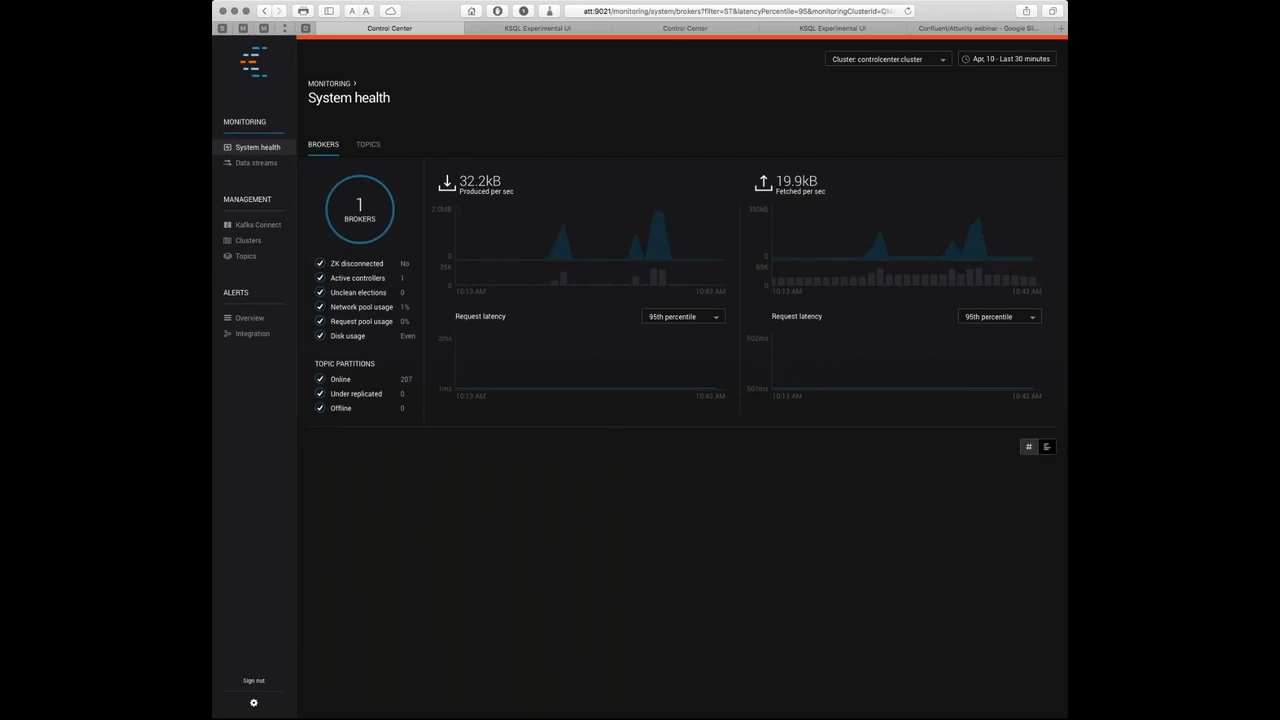 A A
att:9021/monitoring/system/brokers?filter=ST&latencyPercentile=95&monitoringClusterId=QM
S M M
Control Center
KSQL Experimental UI
Control Center
KSQL Experimental UI
Confluent/Attunity webinar - Google Sli...
Cluster: controlcenter.cluster
Apr, 10 - Last 30 minutes
MONITORING ›
System health
MONITORING
System health
Data streams
MANAGEMENT
Kafka Connect
Clusters
Topics
ALERTS
Overview
Integration
Sign out
BROKERS TOPICS
1
BROKERS
ZK disconnected No
Active controllers 1
Unclean elections 0
Network pool usage 1%
Request pool usage 0%
Disk usage Even
TOPIC PARTITIONS
Online 207
Under replicated 0
Offline 0
32.2kB
Produced per sec
2.0MB
0
35K
0
10:13 AM 10:43 AM
Request latency 95th percentile
2ms
1ms
10:13 AM 10:43 AM
19.9kB
Fetched per sec
350kB
0
65K
0
10:13 AM 10:43 AM
Request latency 95th percentile
502ms
501ms
10:13 AM 10:43 AM
#